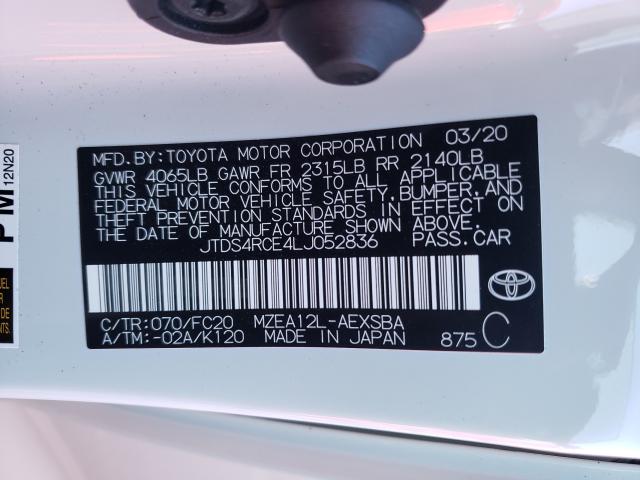 MFD.BY:TOYOTA MOTOR CORPORATION 03/20
GVWR 4065LB GAWR FR 2315LB RR 2140LB
THIS VEHICLE CONFORMS TO ALL APPLICABLE
FEDERAL MOTOR VEHICLE SAFETY,BUMPER,AND
THEFT PREVENTION STANDARDS IN EFFECT ON
THE DATE OF MANUFACTURE SHOWN ABOVE.
JTDS4RCE4LJ052836 PASS.CAR
C/TR:070/FC20 MZEA12L-AEXSBA
A/TM:-02A/K120 MADE IN JAPAN 875 C
PM
12N20
DE